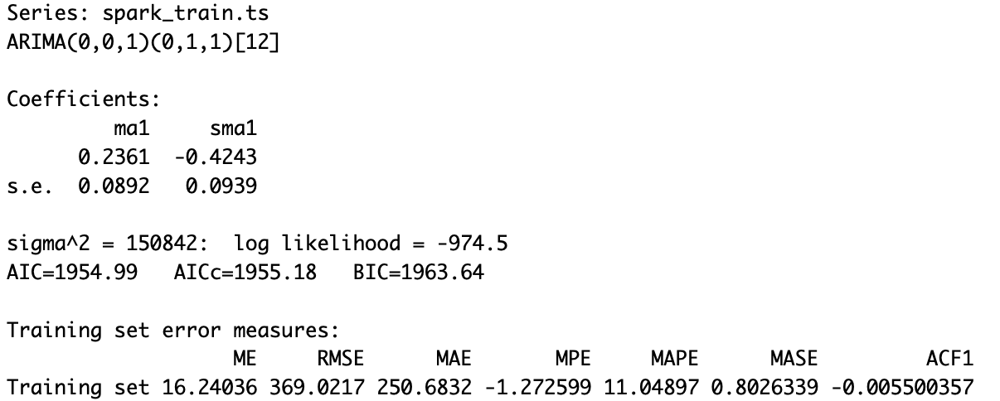 Series: spark_train.ts
ARIMA(0,0,1)(0,1,1)[12]
Coefficients:
ma1 sma1
0.2361 -0.4243
s.e. 0.0892 0.0939
sigma^2 = 150842: log likelihood = -974.5
AIC=1954.99 AICc=1955.18 BIC=1963.64
Training set error measures:
ME RMSE MAE MPE MAPE MASE ACF1
Training set 16.24036 369.0217 250.6832 -1.272599 11.04897 0.8026339 -0.005500357